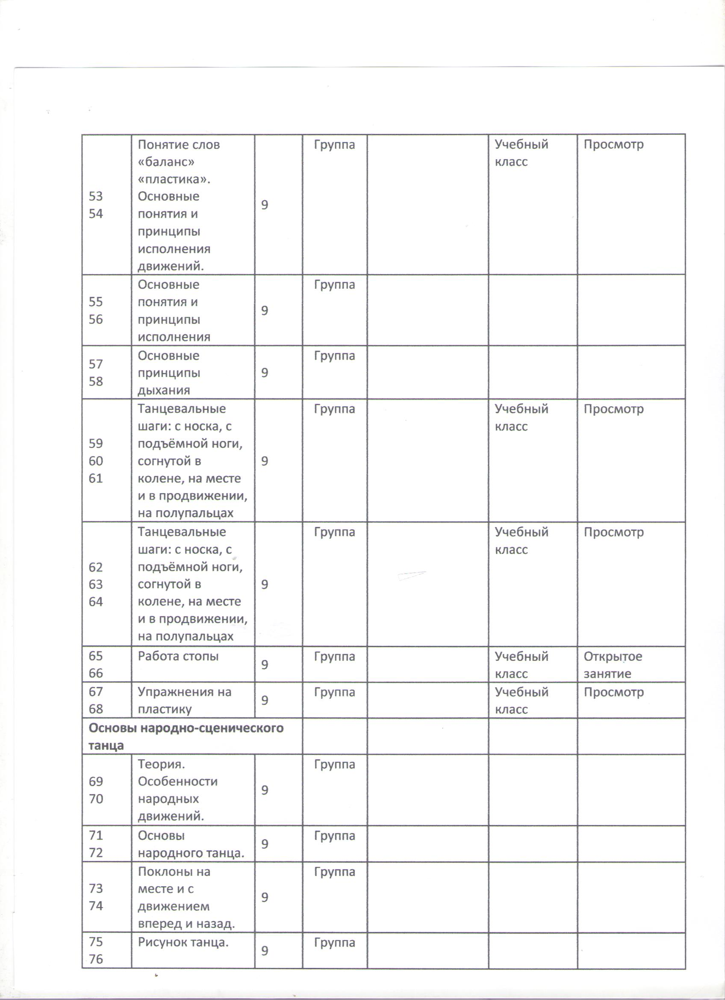 Понятие слов
«баланс»
«пластика».
Основные
понятия и
принципы
исполнения
движений.
53
54
9
Группа
Учебный
класс
Просмотр
Основные
понятия и
принципы
исполнения
55
56
9
Группа
Основные
принципы
дыхания
57
58
9
Группа
Танцевальные
шаги: с носка, с
подъёмной ноги,
согнутой в
колене, на месте
и в продвижении,
на полупальцах
59
60
61
9
Группа
Учебный
класс
Просмотр
Танцевальные
шаги: с носка, с
подъёмной ноги,
согнутой в
колене, на месте
и в продвижении,
на полупальцах
62
63
64
9
Группа
Учебный
класс
Просмотр
65
66
Работа стопы
9
Группа
Учебный
класс
Открытое
занятие
67
68
Упражнения на
пластику
9
Группа
Учебный
класс
Просмотр
Основы народно-сценического
танца
69
70
Теория.
Особенности
народных
движений.
9
Группа
71
72
Основы
народного танца.
9
Группа
73
74
Поклоны на
месте и с
движением
вперед и назад.
9
Группа
75
76
Рисунок танца.
9
Группа